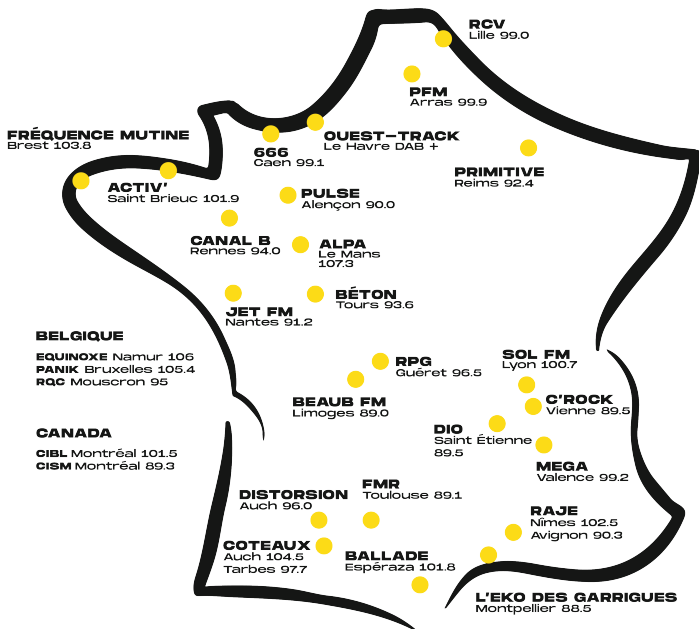 RCV
Lille 99.0
PFM
Arras 99.9
FRÉQUENCE MUTINE
Brest 103.8
OUEST–TRACK
Le Havre DAB +
666
Caen 99.1
PRIMITIVE
Reims 92.4
ACTIV'
Saint Brieuc 101.9
PULSE
Alençon 90.0
CANAL B
Rennes 94.0
ALPA
Le Mans
107.3
BÉTON
Tours 93.6
JET FM
Nantes 91.2
BELGIQUE
EQUINOXE Namur 106
PANIK Bruxelles 105.4
RQC Mouscron 95
RPG
Guéret 96.5
SOL FM
Lyon 100.7
BEAUB FM
Limoges 89.0
C'ROCK
Vienne 89.5
CANADA
CIBL Montréal 101.5
CISM Montréal 89.3
DIO
Saint Étienne
89.5
MEGA
Valence 99.2
FMR
Toulouse 89.1
DISTORSION
Auch 96.0
RAJE
Nîmes 102.5
Avignon 90.3
COTEAUX
Auch 104.5
Tarbes 97.7
BALLADE
Espéraza 101.8
L'EKO DES GARRIGUES
Montpellier 88.5